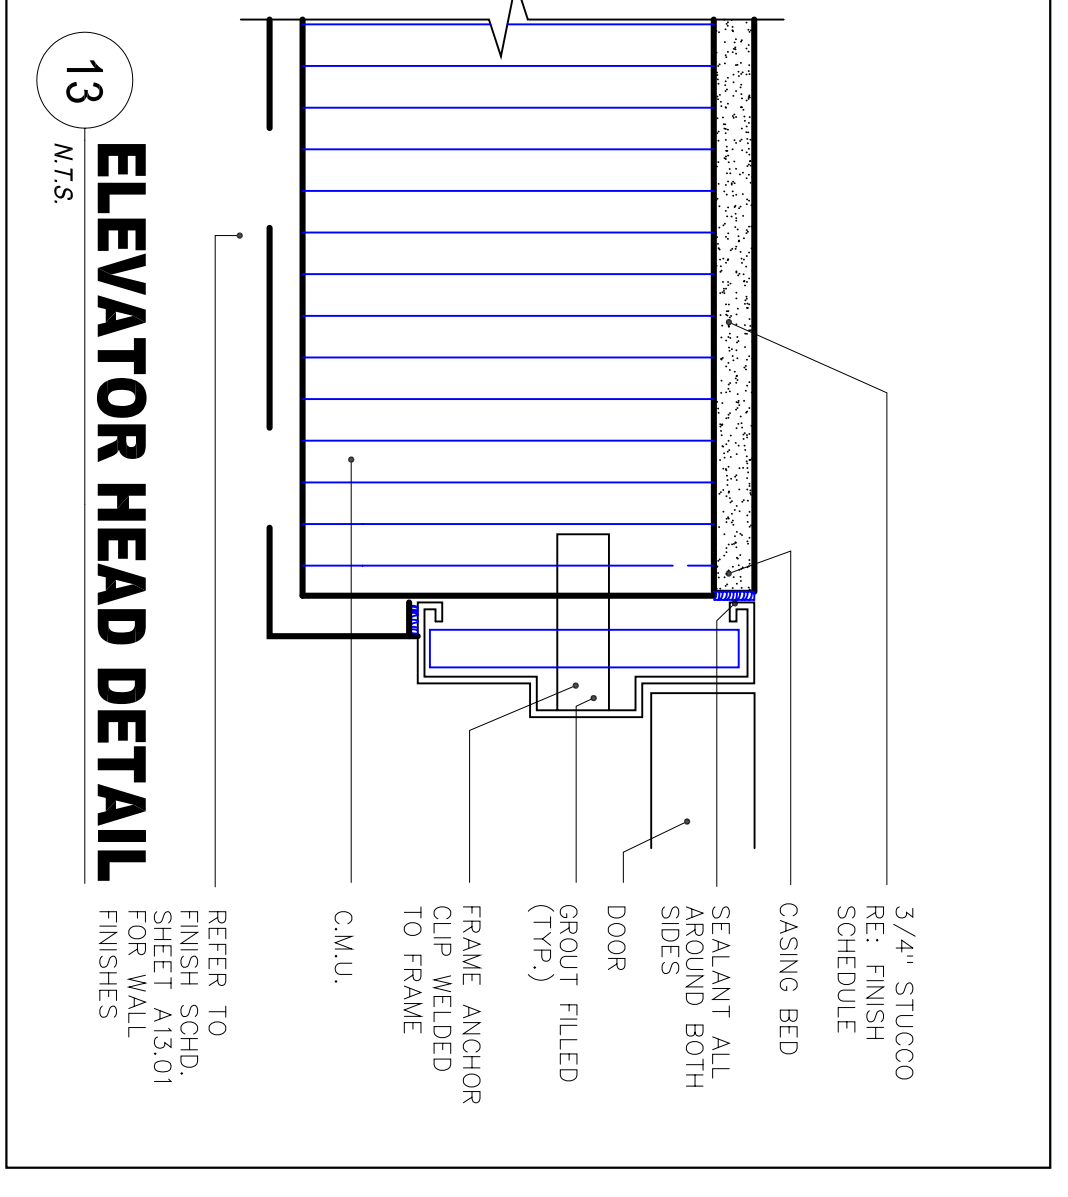 3/4" STUCCO
RE: FINISH
SCHEDULE
CASING BED
SEALANT ALL
AROUND BOTH
SIDES
DOOR
GROUT FILLED
(TYP.)
FRAME ANCHOR
CLIP WELDED
TO FRAME
C.M.U.
REFER TO
FINISH SCHD.
SHEET A13.01
FOR WALL
FINISHES
13
ELEVATOR HEAD DETAIL
N.T.S.